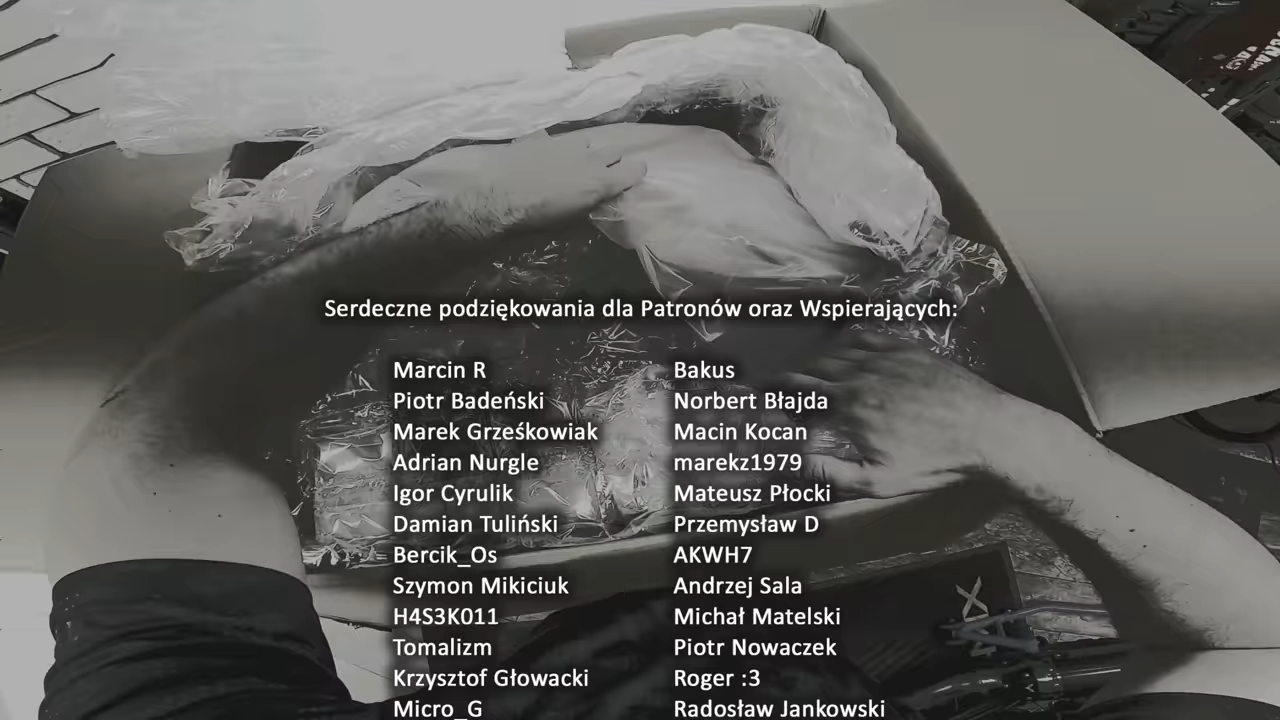 Serdeczne podziękowania dla Patronów oraz Wspierających:
Marcin R
Piotr Badeński
Marek Grześkowiak
Adrian Nurgle
Igor Cyrulik
Damian Tuliński
Bercik_Os
Szymon Mikiciuk
H4S3K011
Tomalizm
Krzysztof Głowacki
Micro_G
Bakus
Norbert Błajda
Macin Kocan
marekz1979
Mateusz Płocki
Przemysław D
AKWH7
Andrzej Sala
Michał Matelski
Piotr Nowaczek
Roger :3
Radosław Jankowski